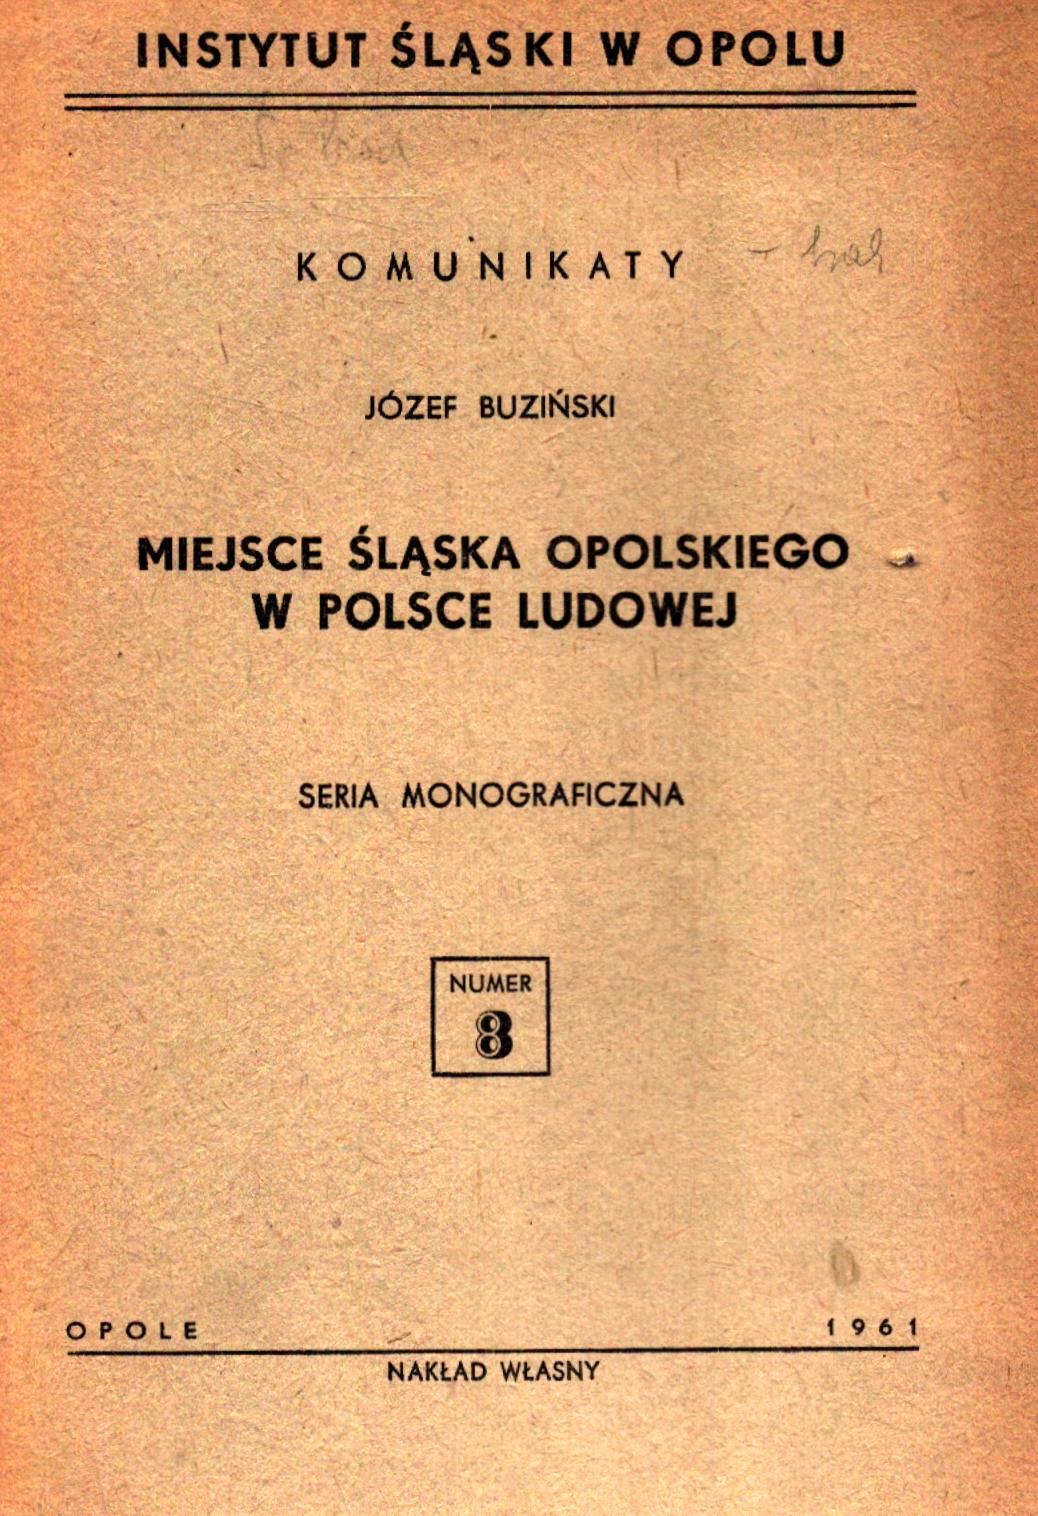 INSTYTUT ŚLĄSKI W OPOLU
KOMUNIKATY
JÓZEF BUZIŃSKI
MIEJSCE ŚLĄSKA OPOLSKIEGO
W POLSCE LUDOWEJ
SERIA MONOGRAFICZNA
NUMER
8
OPOLE 1961
NAKŁAD WŁASNY